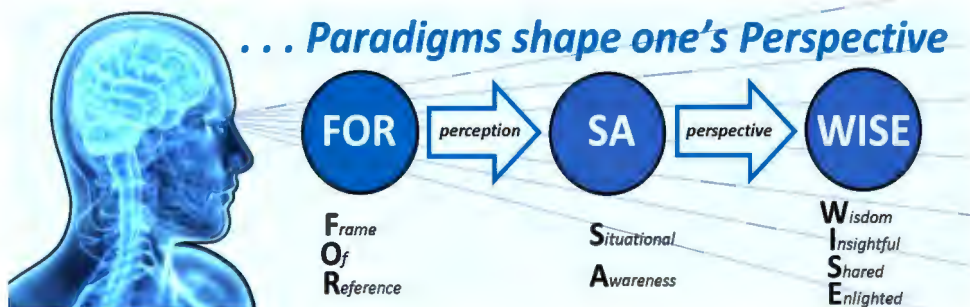 . . . Paradigms shape one's Perspective
FOR
perception
SA
perspective
WISE
Frame
Of
Reference
Situational
Awareness
Wisdom
Insightful
Shared
Enlighted